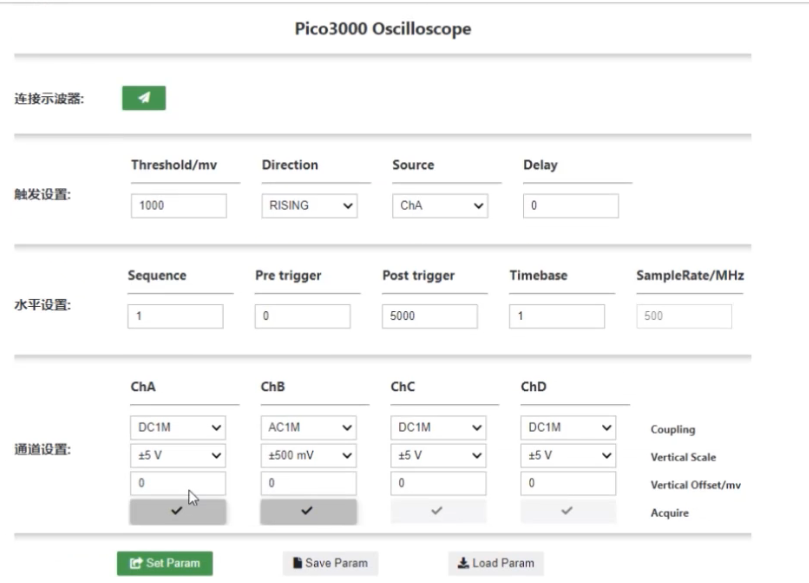 Pico3000 Oscilloscope
连接示波器:
Threshold/mv Direction Source Delay
触发设置: 1000 RISING ChA 0
Sequence Pre trigger Post trigger Timebase SampleRate/MHz
水平设置: 1 0 5000 1 500
ChA ChB ChC ChD
DC1M AC1M DC1M DC1M Coupling
通道设置: ±5 V ±500 mV ±5 V ±5 V Vertical Scale
0 0 0 0 Vertical Offset/mv
Acquire
Set Param Save Param Load Param